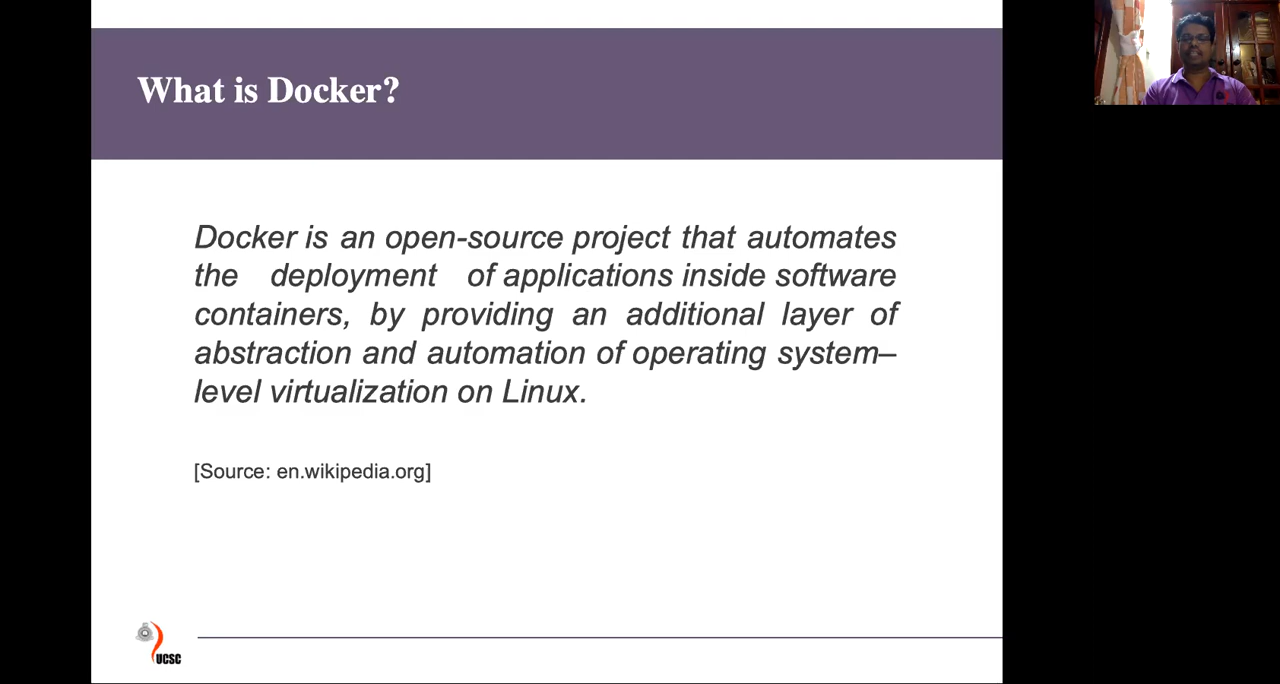 What is Docker?
Docker is an open-source project that automates
the deployment of applications inside software
containers, by providing an additional layer of
abstraction and automation of operating system–
level virtualization on Linux.
[Source: en.wikipedia.org]
UCSC